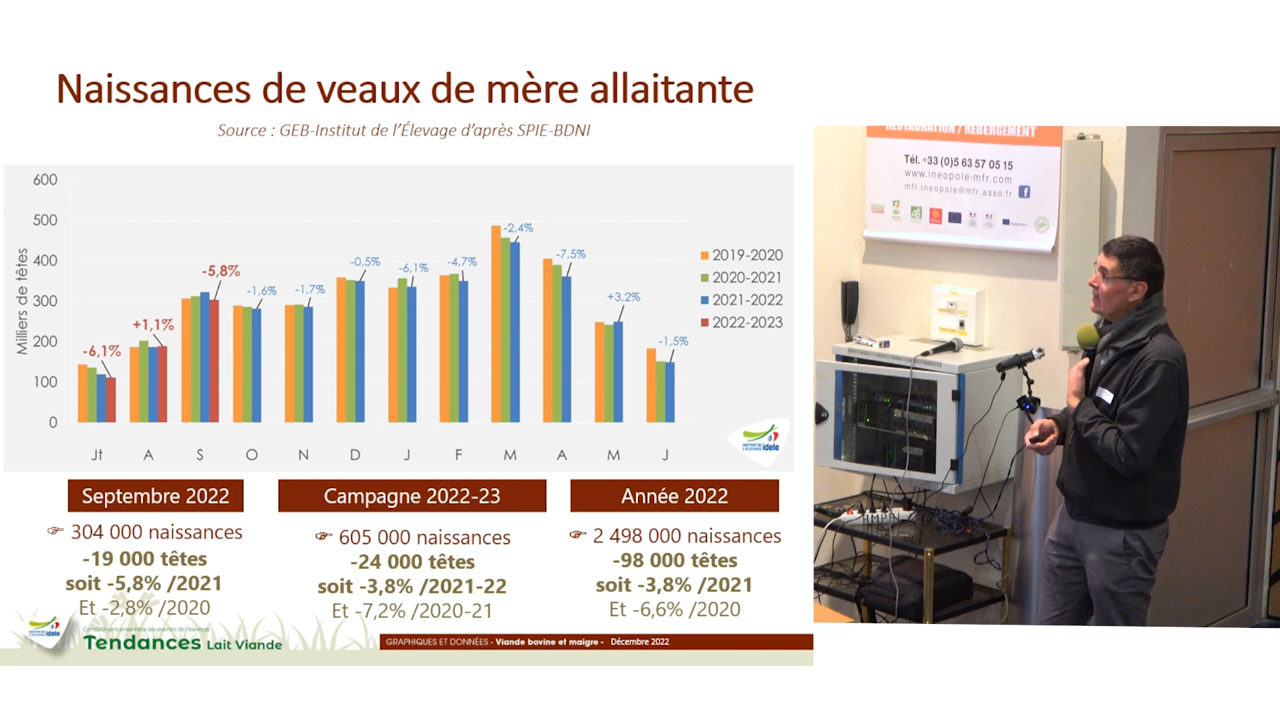 Naissances de veaux de mère allaitante
Source : GEB-Institut de l'Élevage d'après SPIE-BDNI
600
500
400
300
200
100
0
Milliers de têtes
-6,1%
+1,1%
-5,8%
-1,6%
-1,7%
-0,5%
-6,1%
-4,7%
-2,4%
-7,5%
+3,2%
-1,5%
2019-2020
2020-2021
2021-2022
2022-2023
Jt A S O N D J F M A M J
INSTITUT DE
L'ÉLEVAGE idele
Septembre 2022
☞ 304 000 naissances
-19 000 têtes
soit -5,8% /2021
Et -2,8% /2020
Campagne 2022-23
☞ 605 000 naissances
-24 000 têtes
soit -3,8% /2021-22
Et -7,2% /2020-21
Année 2022
☞ 2 498 000 naissances
-98 000 têtes
soit -3,8% /2021
Et -6,6% /2020
idele
Tendances Lait Viande
GRAPHIQUES ET DONNÉES - Viande bovine et maigre - Décembre 2022
RESTAURATION / HÉBERGEMENT
Tél. +33 (0)5 63 57 05 15
www.ineopole-mfr.com
mfr.ineopole@mfr.asso.fr